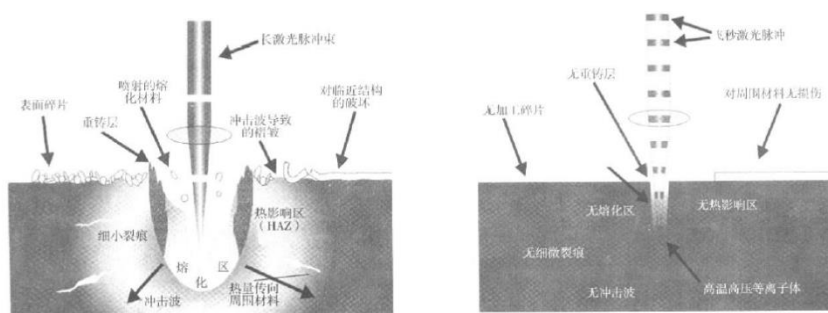 长激光脉冲束
喷射的熔
化材料
对临近结构
的破坏
表面碎片
重铸层
冲击波导致
的褶皱
热影响区
(HAZ)
细小裂痕
熔 区
化
冲击波
热量传向
周围材料
飞秒激光脉冲
无重铸层
对周围材料无损伤
无加工碎片
无熔化区
无热影响区
无细微裂痕
高温高压等离子体
无冲击波